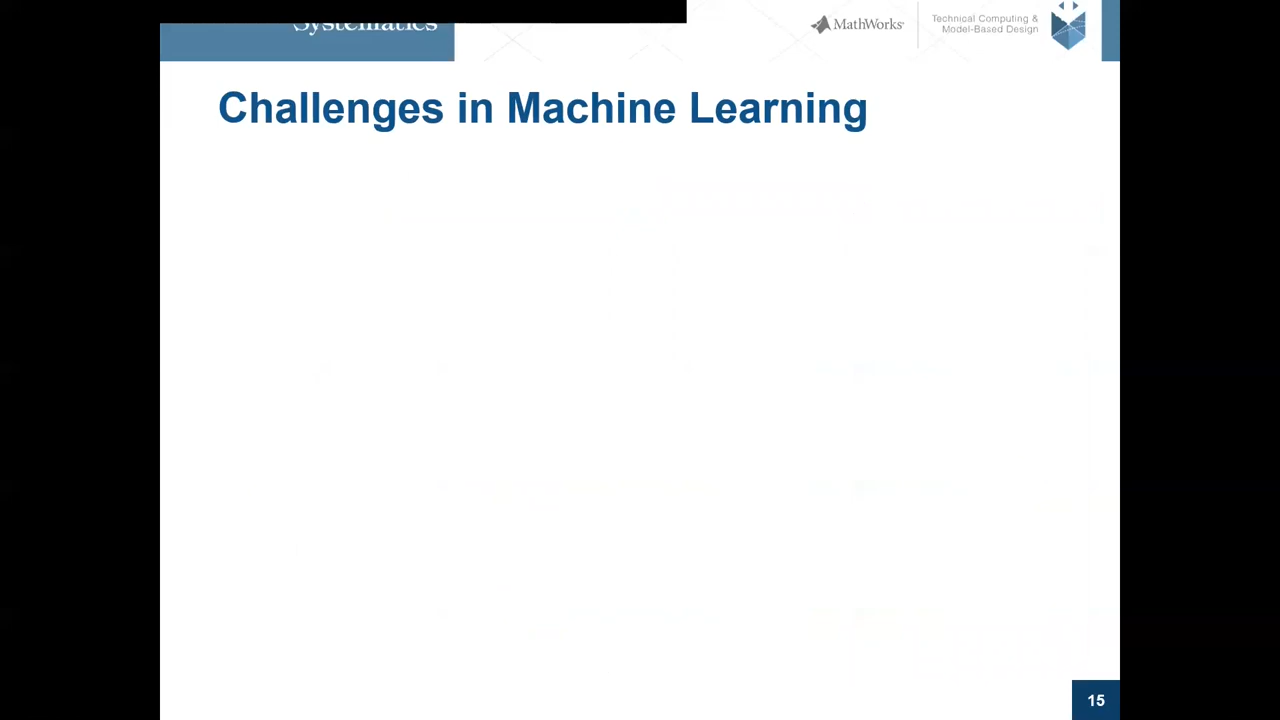 Systematics
MathWorks
Technical Computing &
Model-Based Design
Challenges in Machine Learning
15